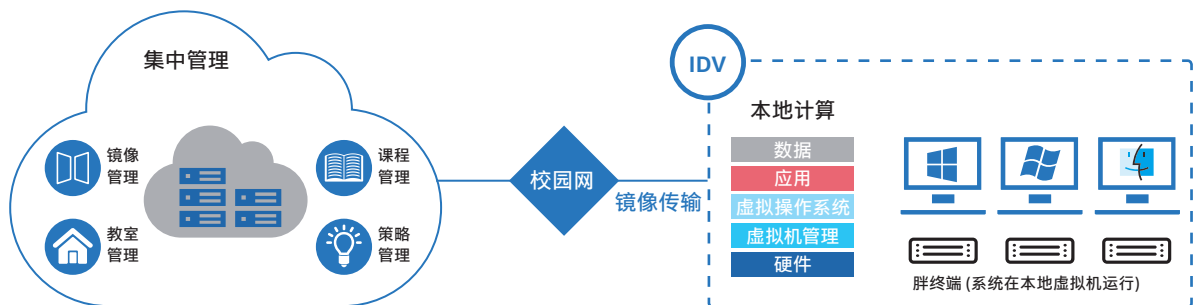 集中管理
镜像
管理
课程
管理
教室
管理
策略
管理
校园网
镜像传输
IDV
本地计算
数据
应用
虚拟操作系统
虚拟机管理
硬件
胖终端 (系统在本地虚拟机运行)